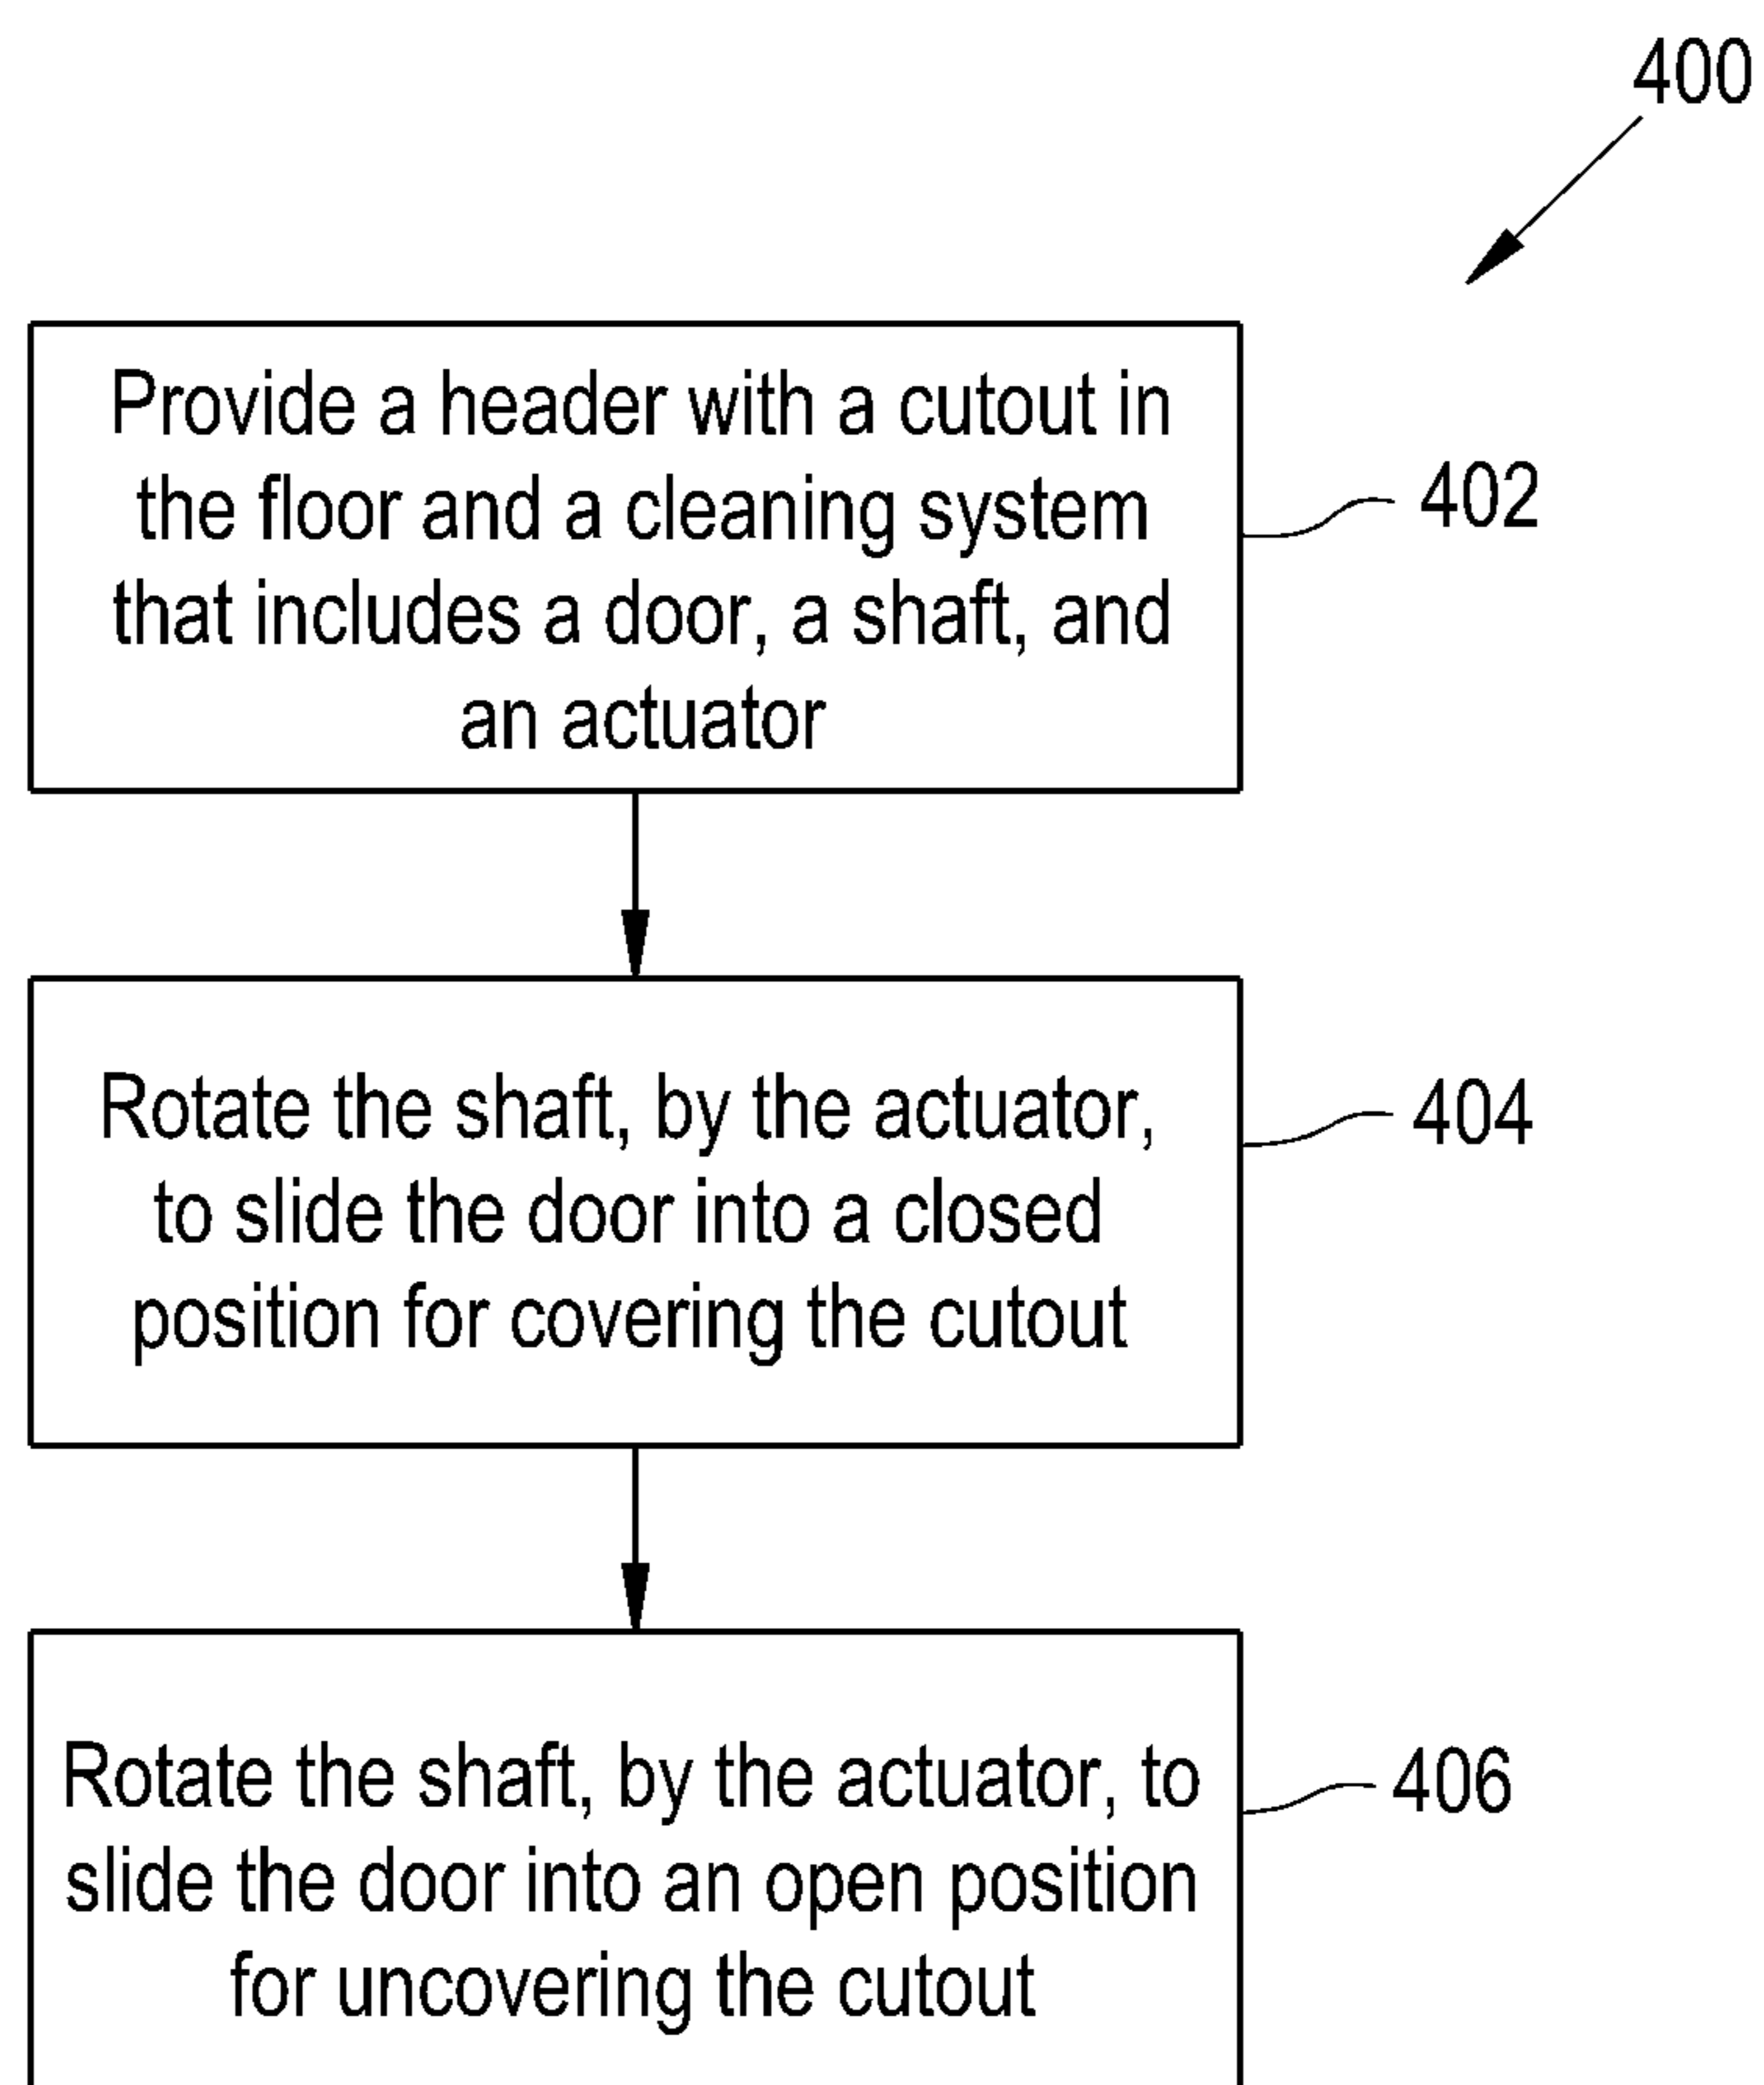 400
Provide a header with a cutout in
the floor and a cleaning system
that includes a door, a shaft, and
an actuator
402
Rotate the shaft, by the actuator,
to slide the door into a closed
position for covering the cutout
404
Rotate the shaft, by the actuator, to
slide the door into an open position
for uncovering the cutout
406